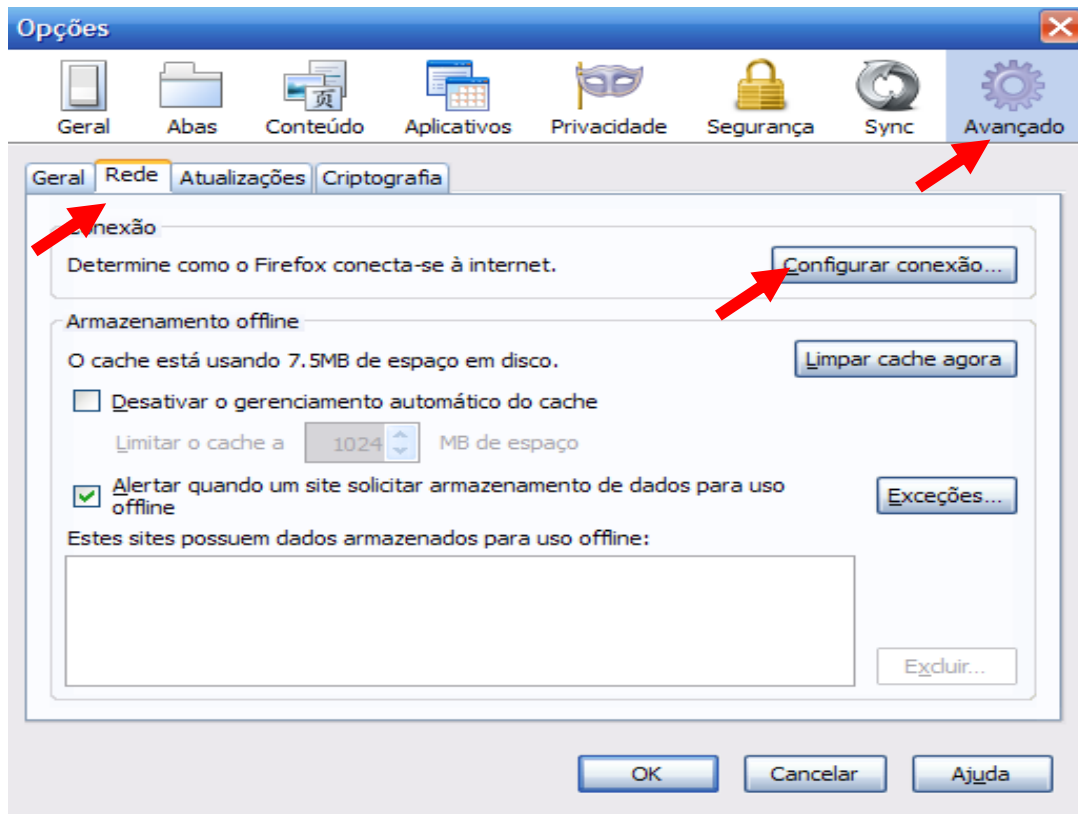 Opções
Geral Abas Conteúdo Aplicativos Privacidade Segurança Sync Avançado
Geral Rede Atualizações Criptografia
Conexão
Determine como o Firefox conecta-se à internet. Configurar conexão...
Armazenamento offline
O cache está usando 7.5MB de espaço em disco. Limpar cache agora
Desativar o gerenciamento automático do cache
Limitar o cache a 1024 MB de espaço
Alertar quando um site solicitar armazenamento de dados para uso
offline
Exceções...
Estes sites possuem dados armazenados para uso offline:
Excluir...
OK Cancelar Ajuda